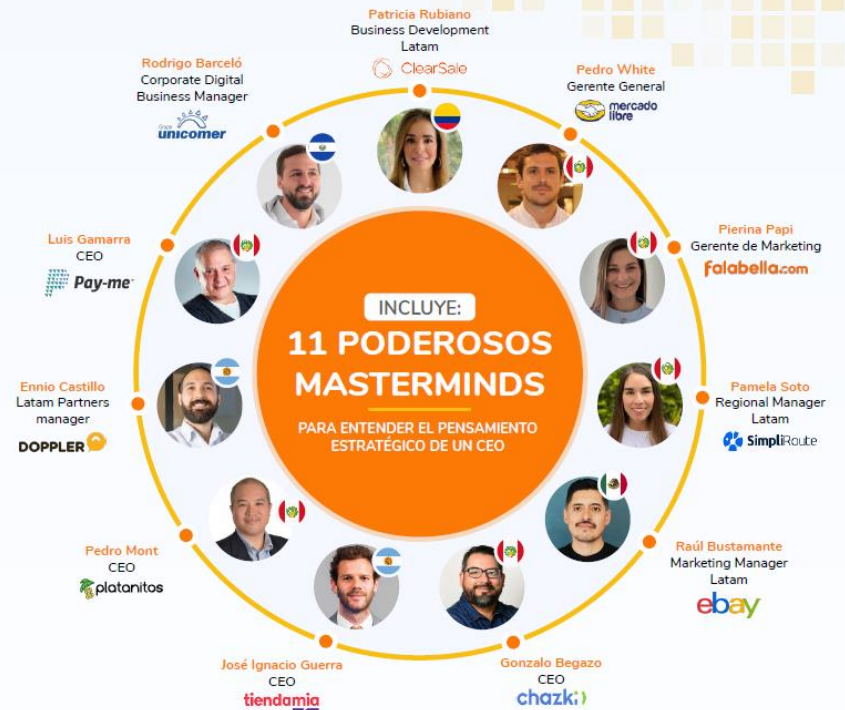 Patricia Rubiano
Business Development
Latam
ClearSale
Pedro White
Gerente General
mercado
libre
Pierina Papi
Gerente de Marketing
falabella.com
Pamela Soto
Regional Manager
Latam
SimpliRoute
Raúl Bustamante
Marketing Manager
Latam
ebay
Gonzalo Begazo
CEO
chazki
José Ignacio Guerra
CEO
tiendamia
Pedro Mont
CEO
platanitos
Ennio Castillo
Latam Partners
manager
DOPPLER
Luis Gamarra
CEO
Pay-me
Rodrigo Barceló
Corporate Digital
Business Manager
Grupo
unicomer
INCLUYE:
11 PODEROSOS
MASTERMINDS
PARA ENTENDER EL PENSAMIENTO
ESTRATÉGICO DE UN CEO